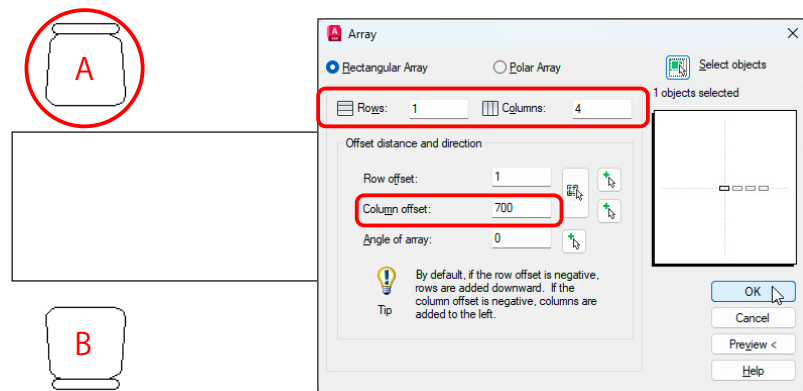 A
B
Array
Rectangular Array
Polar Array
Select objects
1 objects selected
Rows: 1
Columns: 4
Offset distance and direction
Row offset: 1
Column offset: 700
Angle of array: 0
Tip
By default, if the row offset is negative,
rows are added downward. If the
column offset is negative, columns are
added to the left.
OK
Cancel
Preview <
Help